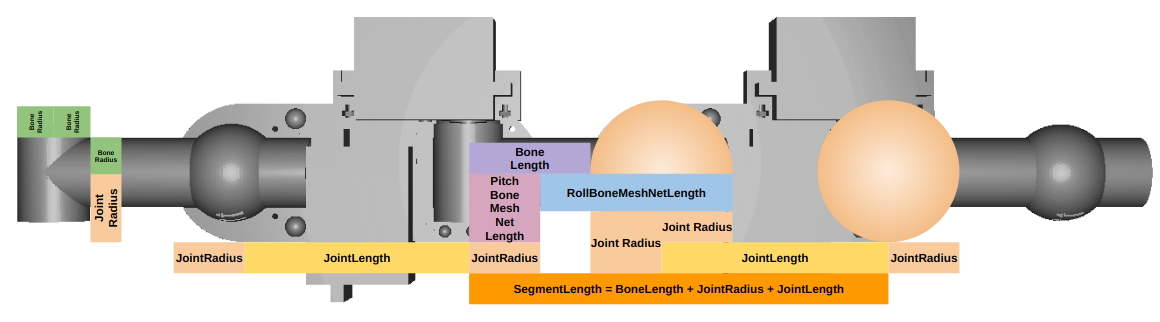 Bone
Radius
Bone
Radius
Bone
Radius
Joint
Radius
Bone
Length
Pitch
Bone
Mesh
Net
Length
RollBoneMeshNetLength
Joint Radius
Joint Radius
JointRadius
JointLength
JointRadius
JointLength
JointRadius
SegmentLength = BoneLength + JointRadius + JointLength